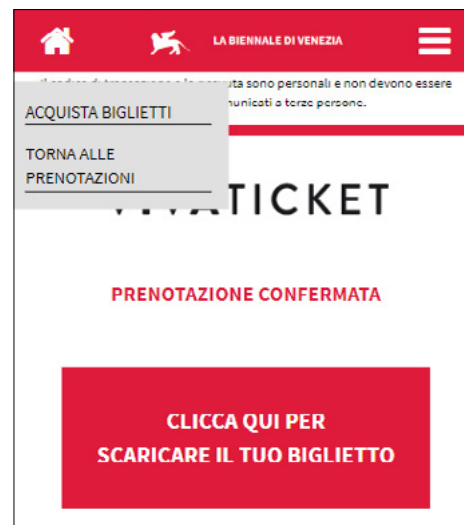 LA BIENNALE DI VENEZIA
sono personali e non devono essere
a terze persone.
ACQUISTA BIGLIETTI
TORNA ALLE
PRENOTAZIONI
TICKET
PRENOTAZIONE CONFERMATA
CLICCA QUI PER
SCARICARE IL TUO BIGLIETTO